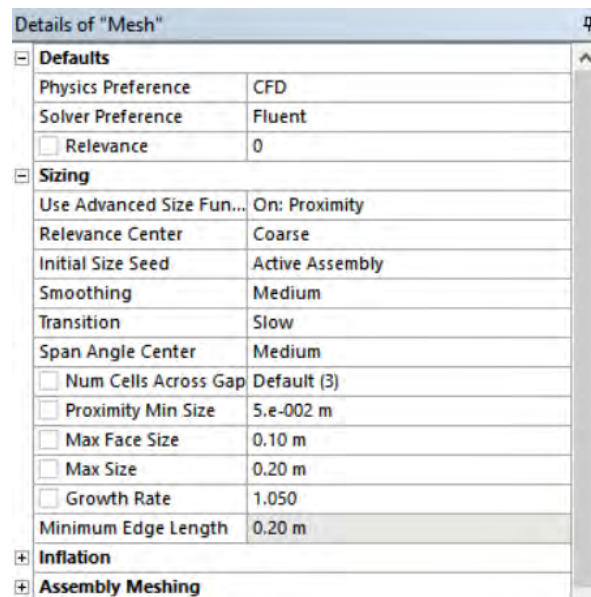 Details of "Mesh"
Defaults
Physics Preference CFD
Solver Preference Fluent
Relevance 0
Sizing
Use Advanced Size Fun... On: Proximity
Relevance Center Coarse
Initial Size Seed Active Assembly
Smoothing Medium
Transition Slow
Span Angle Center Medium
Num Cells Across Gap Default (3)
Proximity Min Size 5.e-002 m
Max Face Size 0.10 m
Max Size 0.20 m
Growth Rate 1.050
Minimum Edge Length 0.20 m
Inflation
Assembly Meshing